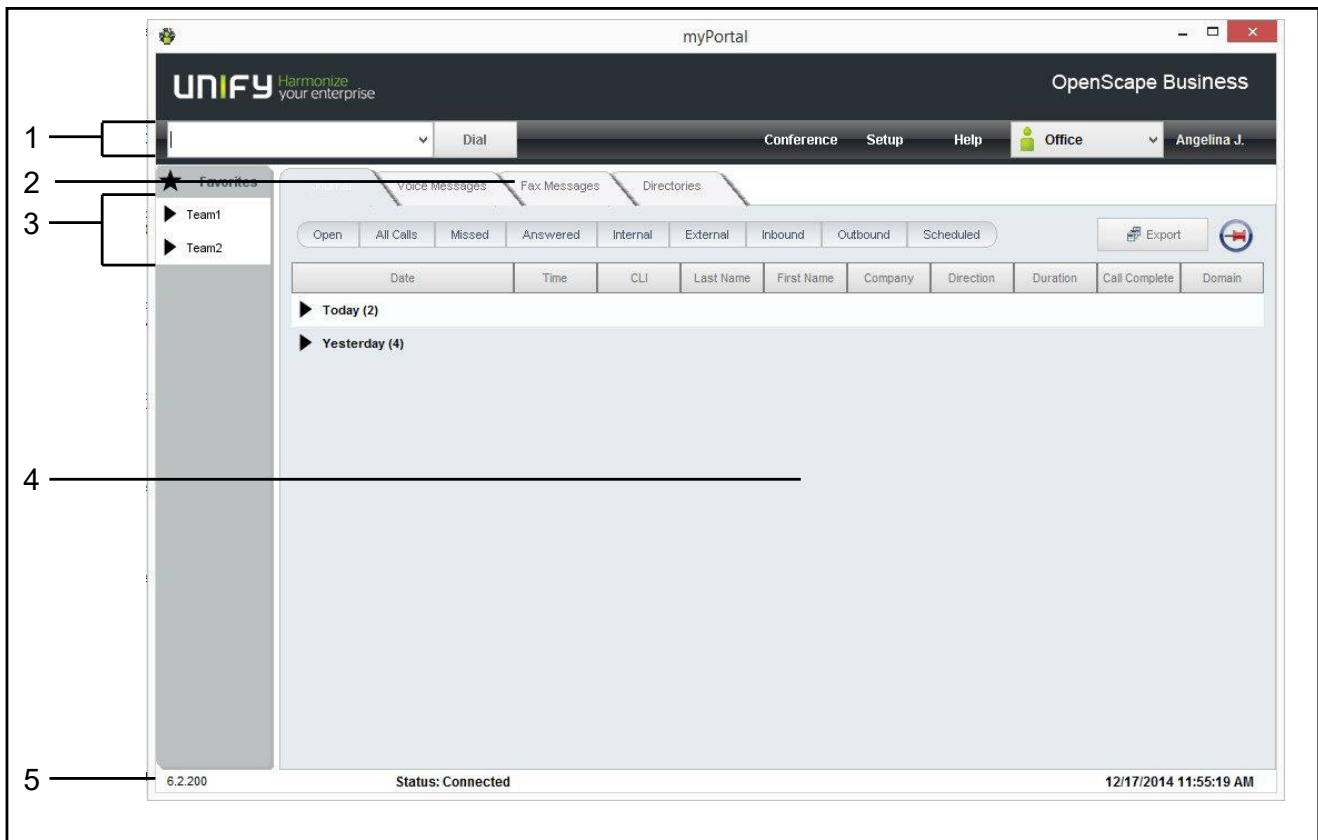 myPortal
UNIFY Harmonize
your enterprise
OpenScape Business
1
Dial Conference Setup Help Office Angelina J.
2
Favorites Journal Voice Messages Fax Messages Directories
3
Team1
Team2
Open All Calls Missed Answered Internal External Inbound Outbound Scheduled Export
Date Time CLI Last Name First Name Company Direction Duration Call Complete Domain
Today (2)
Yesterday (4)
4
5
6.2.200 Status: Connected 12/17/2014 11:55:19 AM